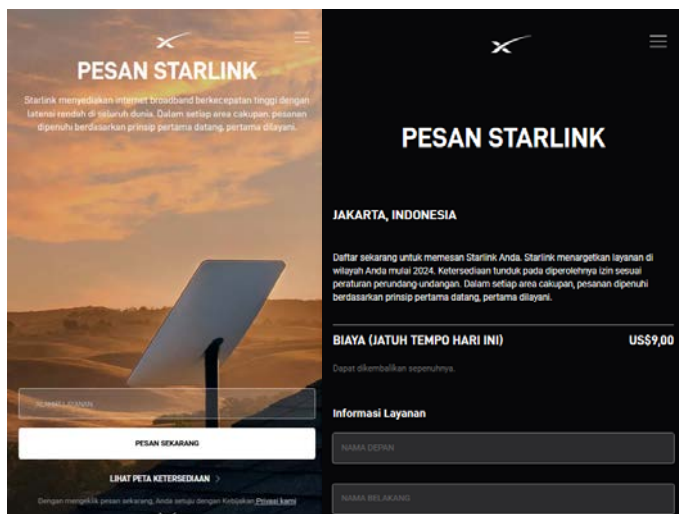 PESAN STARLINK
Starlink menyediakan internet broadband berkecepatan tinggi dengan
latensi rendah di seluruh dunia. Dalam setiap area cakupan, pesanan
dipenuhi berdasarkan prinsip pertama datang, pertama dilayani.
ALAMAT LAYANAN
PESAN SEKARANG
LIHAT PETA KETERSEDIAAN >
Dengan mengeklik pesan sekarang, Anda setuju dengan Kebijakan Privasi kami
PESAN STARLINK
JAKARTA, INDONESIA
Daftar sekarang untuk memesan Starlink Anda. Starlink menargetkan layanan di
wilayah Anda mulai 2024. Ketersediaan tunduk pada diperolehnya izin sesuai
peraturan perundang-undangan. Dalam setiap area cakupan, pesanan dipenuhi
berdasarkan prinsip pertama datang, pertama dilayani.
BIAYA (JATUH TEMPO HARI INI) US$9,00
Dapat dikembalikan sepenuhnya.
Informasi Layanan
NAMA DEPAN
NAMA BELAKANG